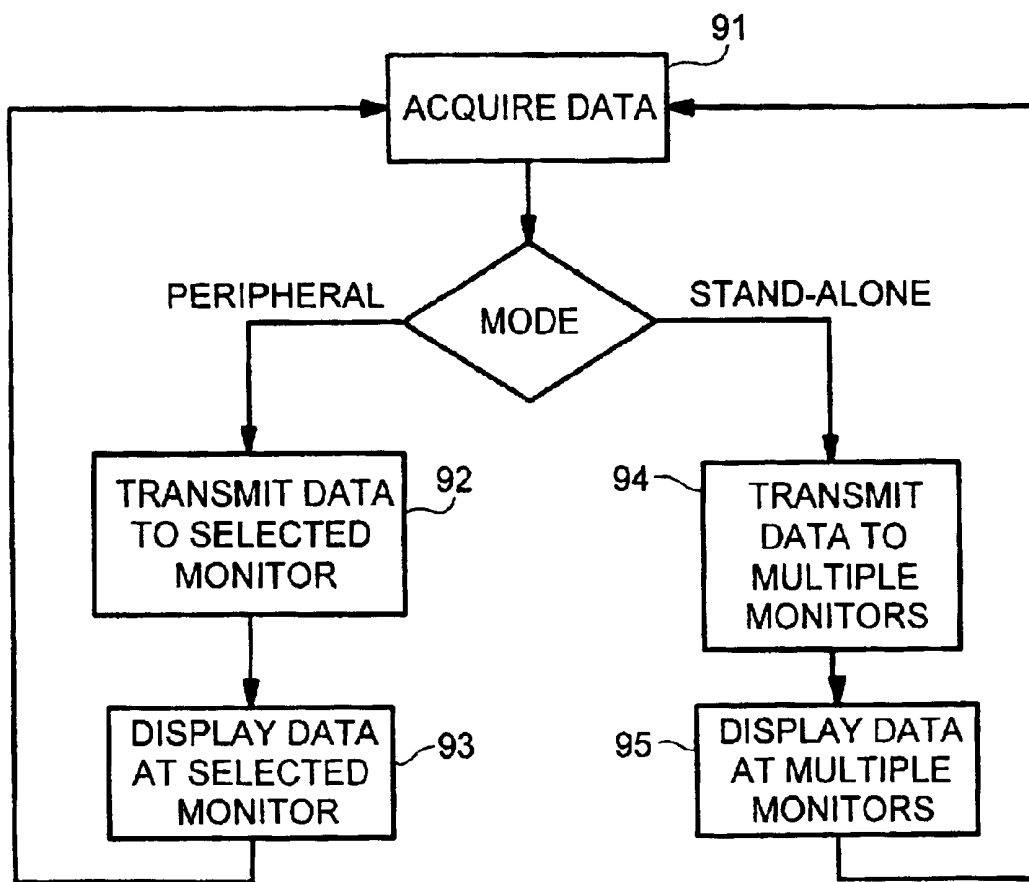 91
ACQUIRE DATA
PERIPHERAL
MODE
STAND-ALONE
92
TRANSMIT DATA
TO SELECTED
MONITOR
94
TRANSMIT
DATA TO
MULTIPLE
MONITORS
93
DISPLAY DATA
AT SELECTED
MONITOR
95
DISPLAY DATA
AT MULTIPLE
MONITORS